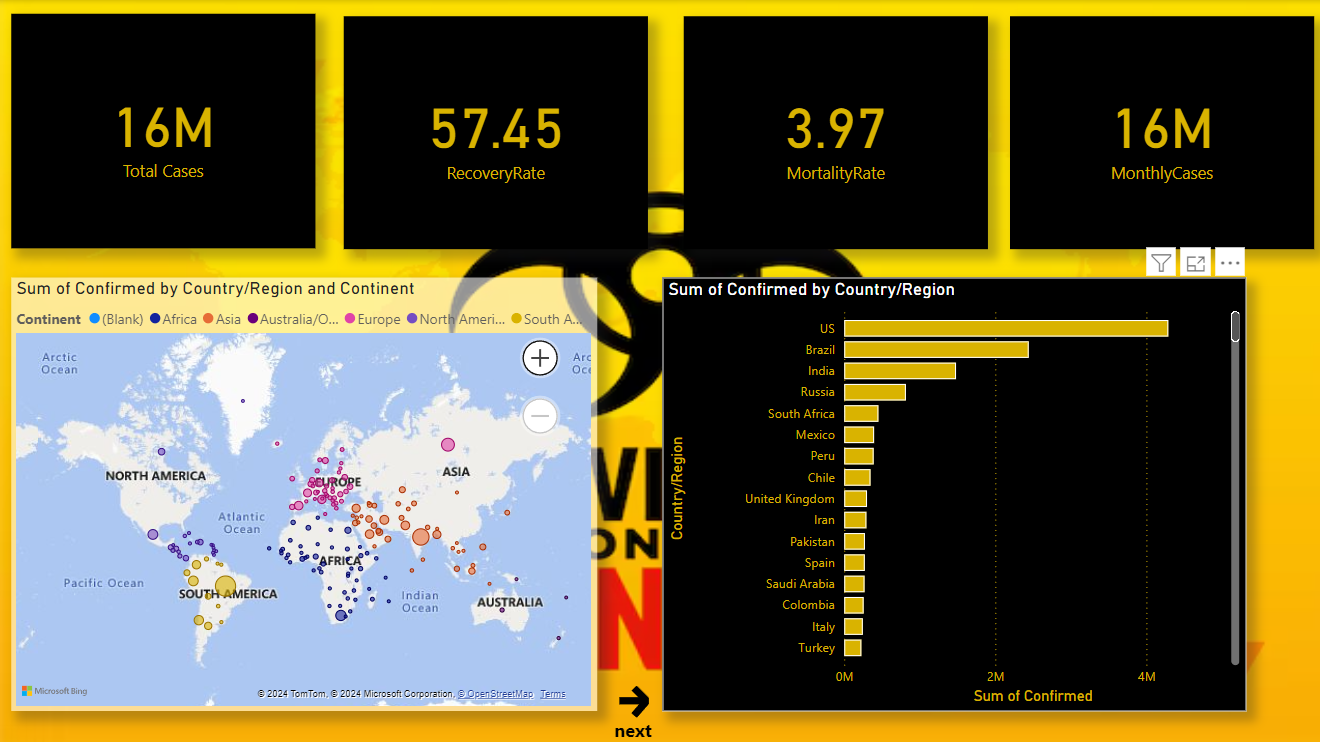 16M
Total Cases
57.45
RecoveryRate
3.97
MortalityRate
16M
MonthlyCases
Sum of Confirmed by Country/Region and Continent
Continent (Blank) Africa Asia Australia/O... Europe North Ameri... South A...
Arctic
Ocean
Arc
Oc
NORTH AMERICA
EUROPE
ASIA
Atlantic
Ocean
AFRICA
Pacific Ocean
SOUTH AMERICA
Indian
Ocean
AUSTRALIA
Microsoft Bing
© 2024 TomTom, © 2024 Microsoft Corporation, © OpenStreetMap Terms
ON
N
next
Sum of Confirmed by Country/Region
Country/Region
US
Brazil
India
Russia
South Africa
Mexico
Peru
Chile
United Kingdom
Iran
Pakistan
Spain
Saudi Arabia
Colombia
Italy
Turkey
0M 2M 4M
Sum of Confirmed